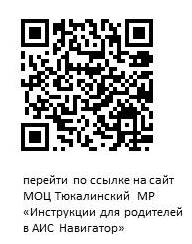 перейти по ссылке на сайт
МОЦ Тюкалинский МР
«Инструкции для родителей
в АИС Навигатор»